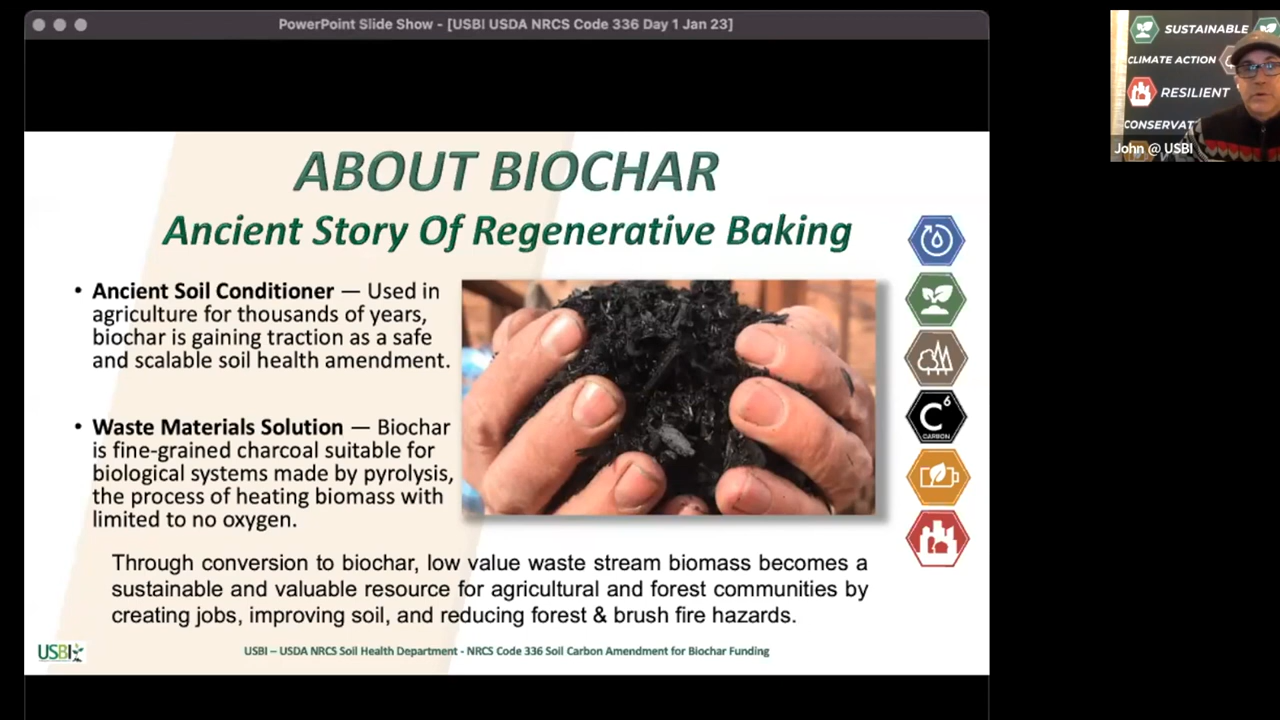 PowerPoint Slide Show - [USBI USDA NRCS Code 336 Day 1 Jan 23]
SUSTAINABLE
CLIMATE ACTION
RESILIENT
CONSERVAT
John @ USBI
ABOUT BIOCHAR
Ancient Story Of Regenerative Baking
• Ancient Soil Conditioner — Used in
agriculture for thousands of years,
biochar is gaining traction as a safe
and scalable soil health amendment.
• Waste Materials Solution — Biochar
is fine-grained charcoal suitable for
biological systems made by pyrolysis,
the process of heating biomass with
limited to no oxygen.
C6
CARBON
Through conversion to biochar, low value waste stream biomass becomes a
sustainable and valuable resource for agricultural and forest communities by
creating jobs, improving soil, and reducing forest & brush fire hazards.
USBI
USBI – USDA NRCS Soil Health Department - NRCS Code 336 Soil Carbon Amendment for Biochar Funding